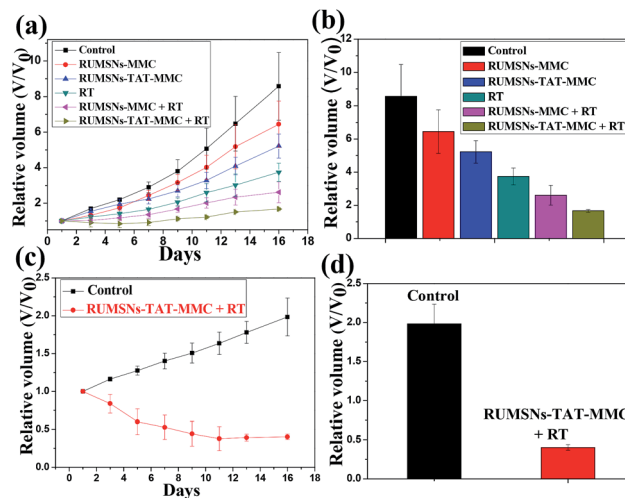 (a)
Relative volume (V/V0)
10
8
6
4
2
Control
RUMSNs-MMC
RUMSNs-TAT-MMC
RT
RUMSNs-MMC + RT
RUMSNs-TAT-MMC + RT
0 2 4 6 8 10 12 14 16 18
Days
(b)
Relative volume (V/V0)
12
10
8
6
4
2
0
Control
RUMSNs-MMC
RUMSNs-TAT-MMC
RT
RUMSNs-MMC + RT
RUMSNs-TAT-MMC + RT
(c)
Relative volume (V/V0)
2.5
2.0
1.5
1.0
0.5
0.0
Control
RUMSNs-TAT-MMC + RT
0 2 4 6 8 10 12 14 16 18
Days
(d)
Relative volume (V/V0)
2.5
2.0
1.5
1.0
0.5
0.0
Control
RUMSNs-TAT-MMC
+ RT